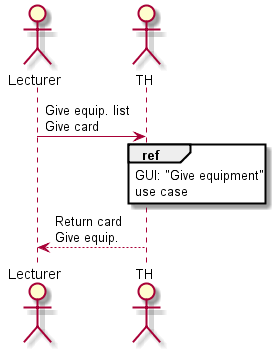 Lecturer TH
Give equip. list
Give card
ref
GUI: "Give equipment"
use case
Return card
Give equip.
Lecturer TH